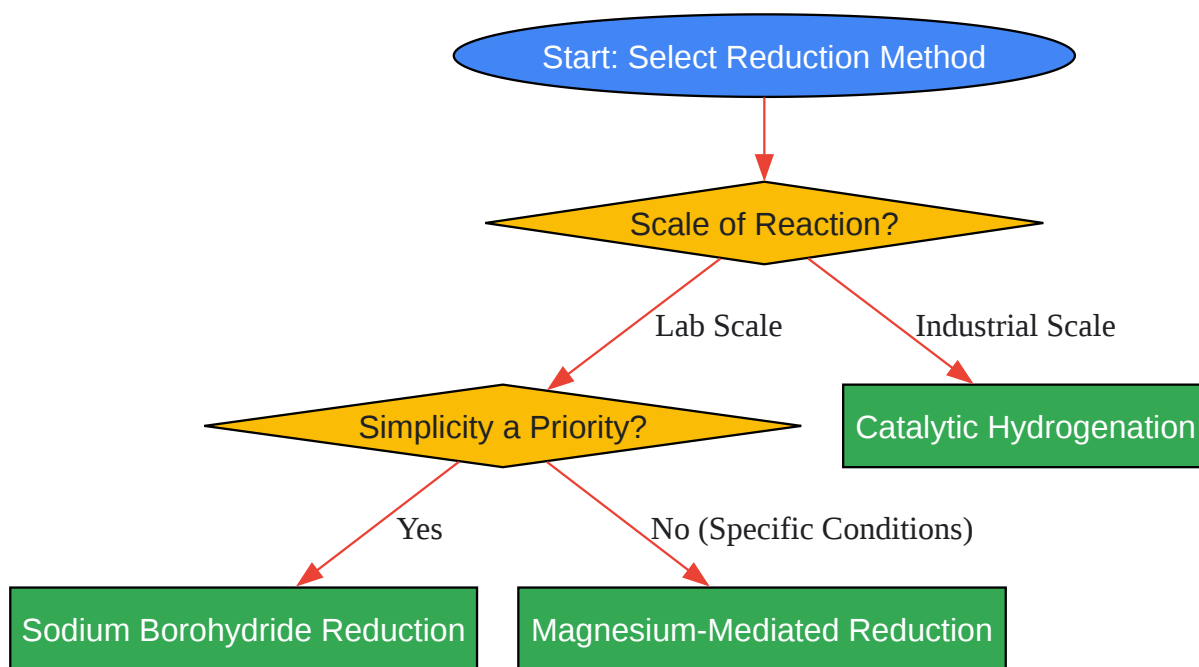 Start: Select Reduction Method
Scale of Reaction?
Lab Scale
Industrial Scale
Simplicity a Priority?
Catalytic Hydrogenation
Yes
No (Specific Conditions)
Sodium Borohydride Reduction
Magnesium-Mediated Reduction